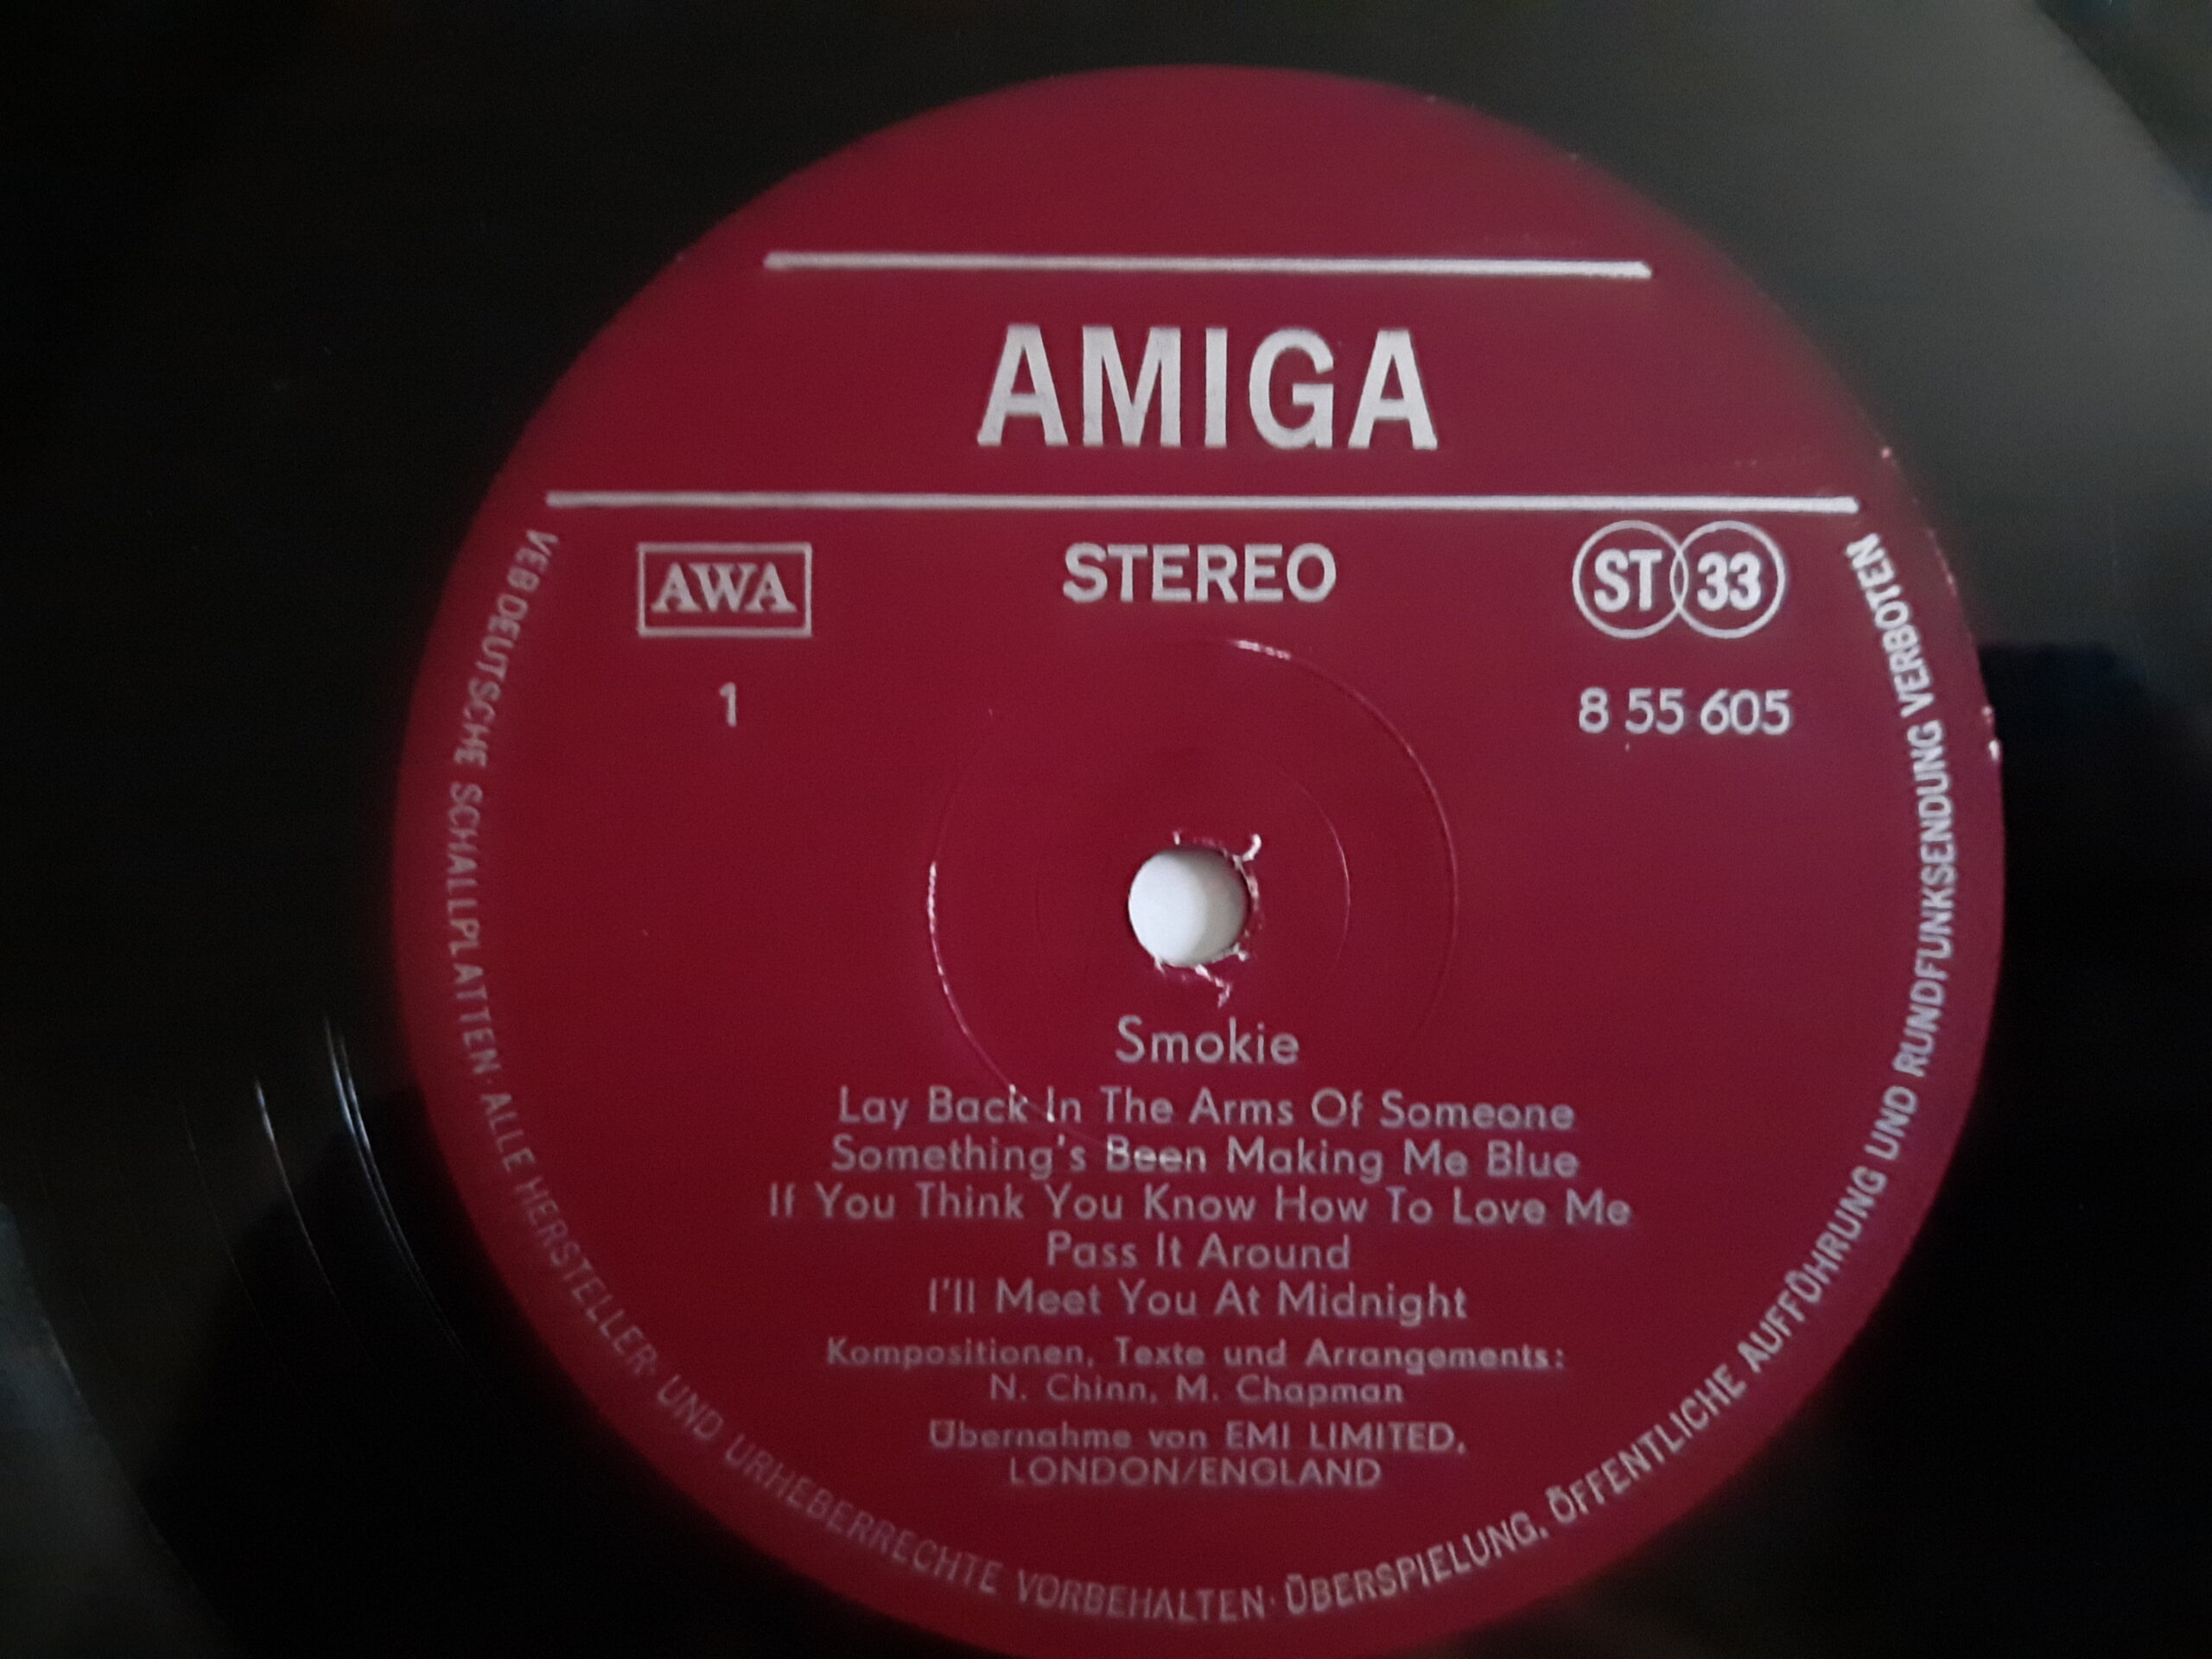 AMIGA
AWA
STEREO
ST 33
1
8 55 605
Smokie
Lay Back In The Arms Of Someone
Something's Been Making Me Blue
If You Think You Know How To Love Me
Pass It Around
I'll Meet You At Midnight
Kompositionen, Texte und Arrangements:
N. Chinn, M. Chapman
Übernahme von EMI LIMITED,
LONDON/ENGLAND
VEB DEUTSCHE SCHALLPLATTEN · ALLE HERSTELLER- UND URHEBERRECHTE VORBEHALTEN · ÜBERSPIELUNG, ÖFFENTLICHE AUFFÜHRUNG UND RUNDFUNKSENDUNG VERBOTEN